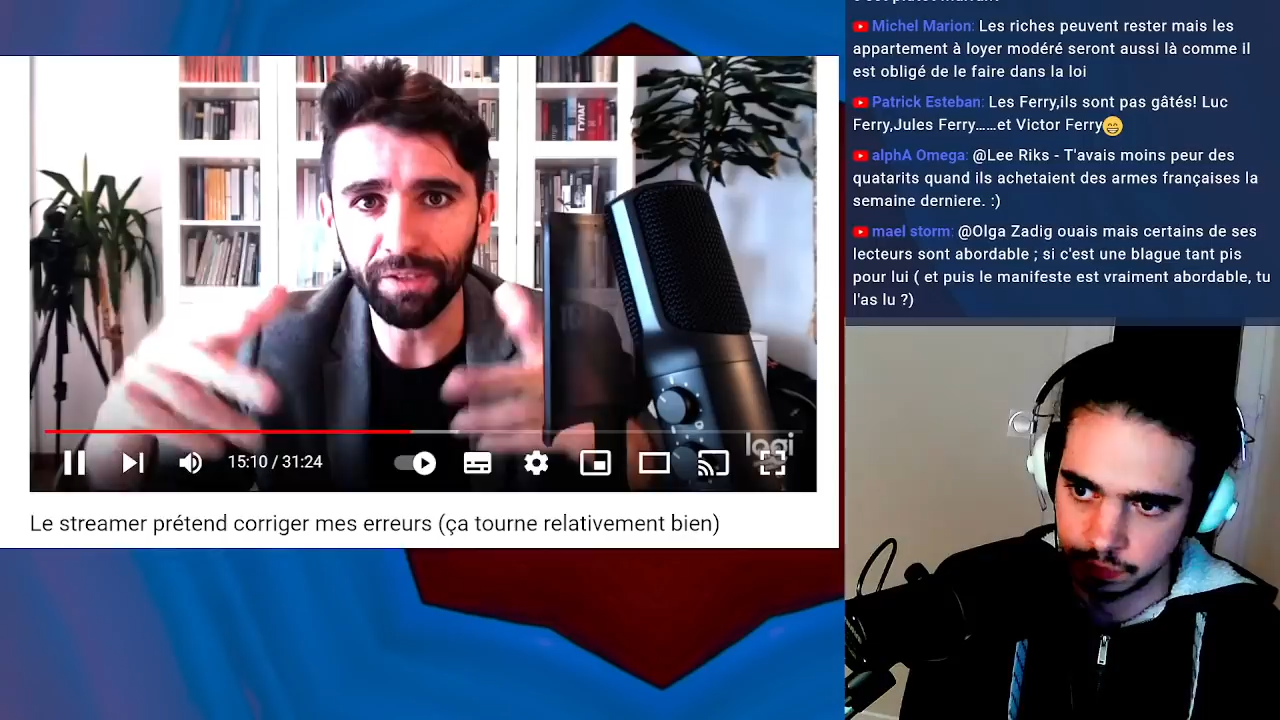 Michel Marion: Les riches peuvent rester mais les
appartement à loyer modéré seront aussi là comme il
est obligé de le faire dans la loi
Patrick Esteban: Les Ferry,ils sont pas gâtés! Luc
Ferry,Jules Ferry……et Victor Ferry😁
alphA Omega: @Lee Riks - T'avais moins peur des
quatarits quand ils achetaient des armes françaises la
semaine derniere. :)
mael storm: @Olga Zadig ouais mais certains de ses
lecteurs sont abordable ; si c'est une blague tant pis
pour lui ( et puis le manifeste est vraiment abordable, tu
l'as lu ?)
ГУЛАГ
logi
15:10 / 31:24
Le streamer prétend corriger mes erreurs (ça tourne relativement bien)